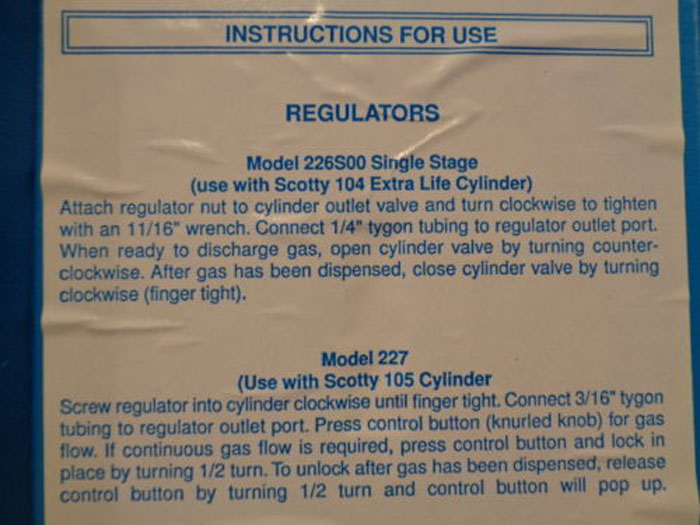 INSTRUCTIONS FOR USE
REGULATORS
Model 226S00 Single Stage
(use with Scotty 104 Extra Life Cylinder)
Attach regulator nut to cylinder outlet valve and turn clockwise to tighten
with an 11/16" wrench. Connect 1/4" tygon tubing to regulator outlet port.
When ready to discharge gas, open cylinder valve by turning counter-
clockwise. After gas has been dispensed, close cylinder valve by turning
clockwise (finger tight).
Model 227
(Use with Scotty 105 Cylinder
Screw regulator into cylinder clockwise until finger tight. Connect 3/16" tygon
tubing to regulator outlet port. Press control button (knurled knob) for gas
flow. If continuous gas flow is required, press control button and lock in
place by turning 1/2 turn. To unlock after gas has been dispensed, release
control button by turning 1/2 turn and control button will pop up.